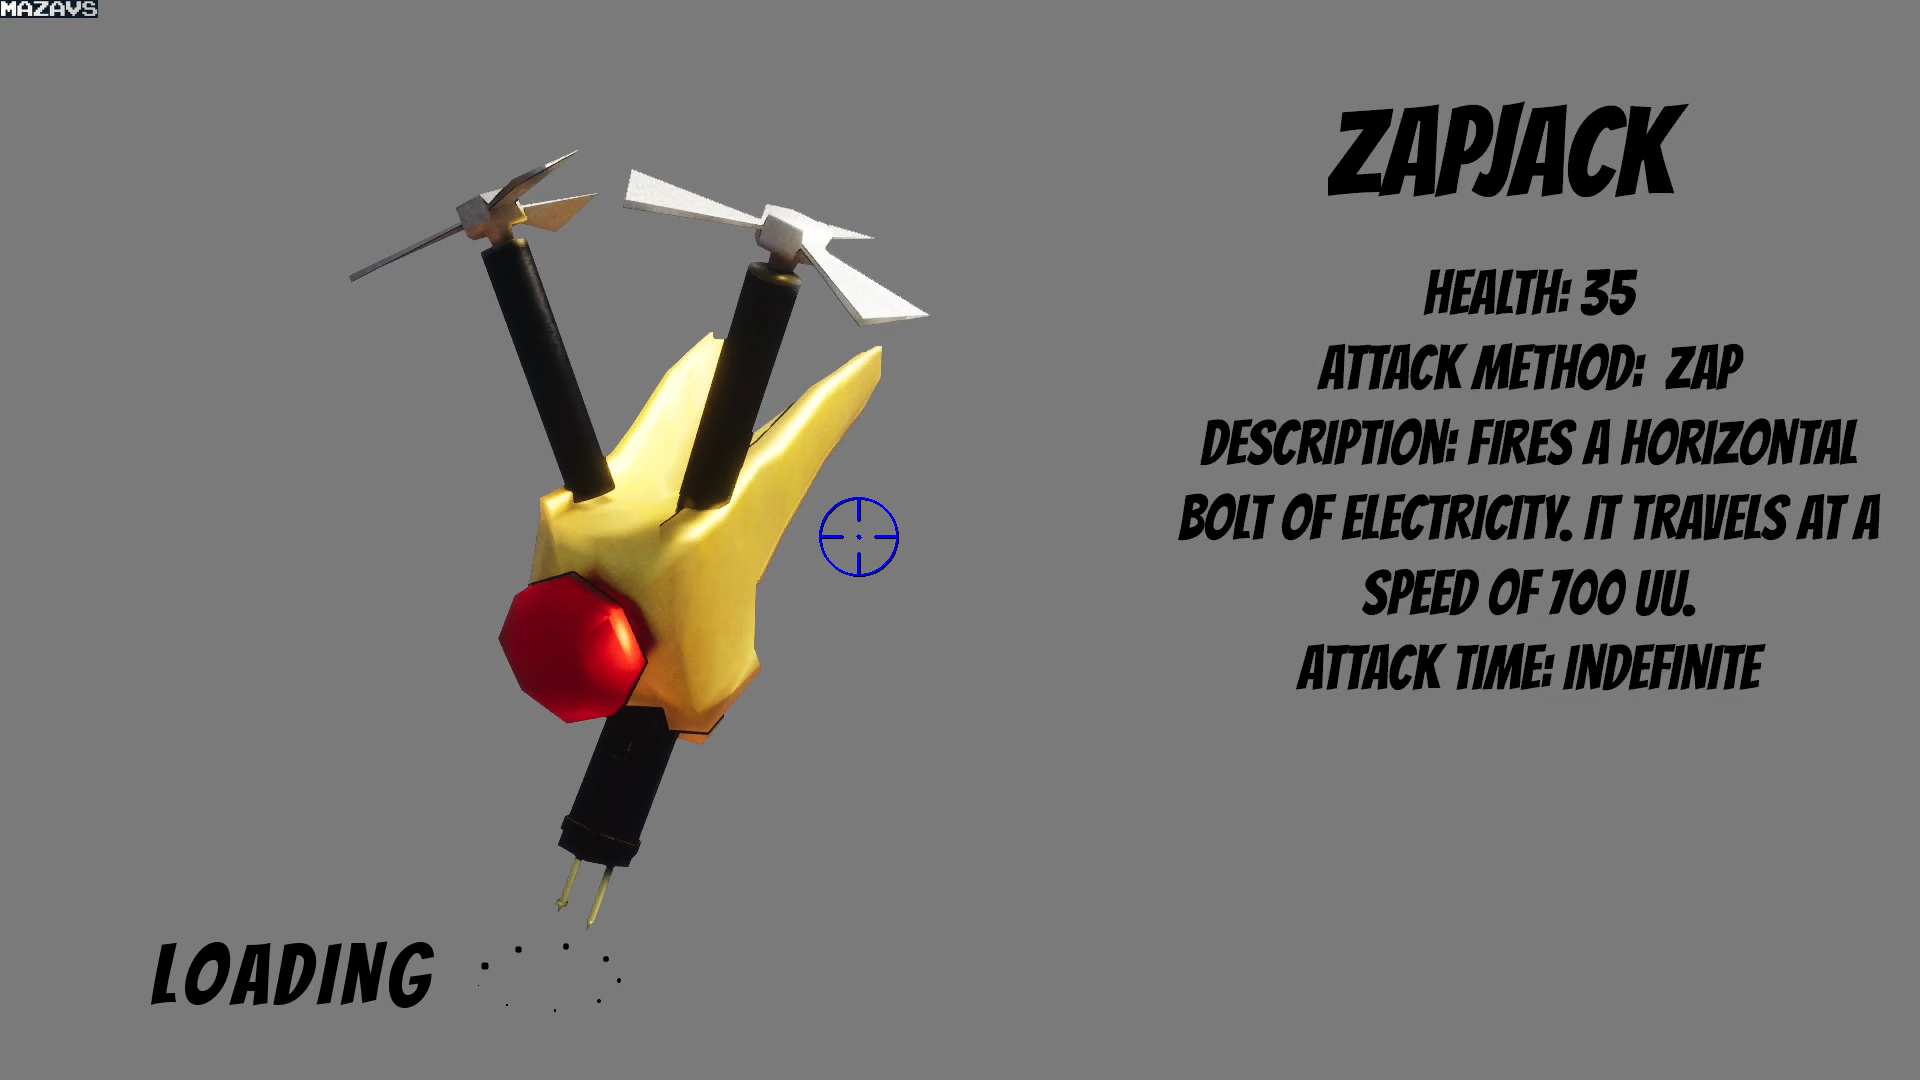 MAZAVS
ZAPJACK
HEALTH: 35
ATTACK METHOD: ZAP
DESCRIPTION: FIRES A HORIZONTAL
BOLT OF ELECTRICITY. IT TRAVELS AT A
SPEED OF 700 UU.
ATTACK TIME: INDEFINITE
LOADING